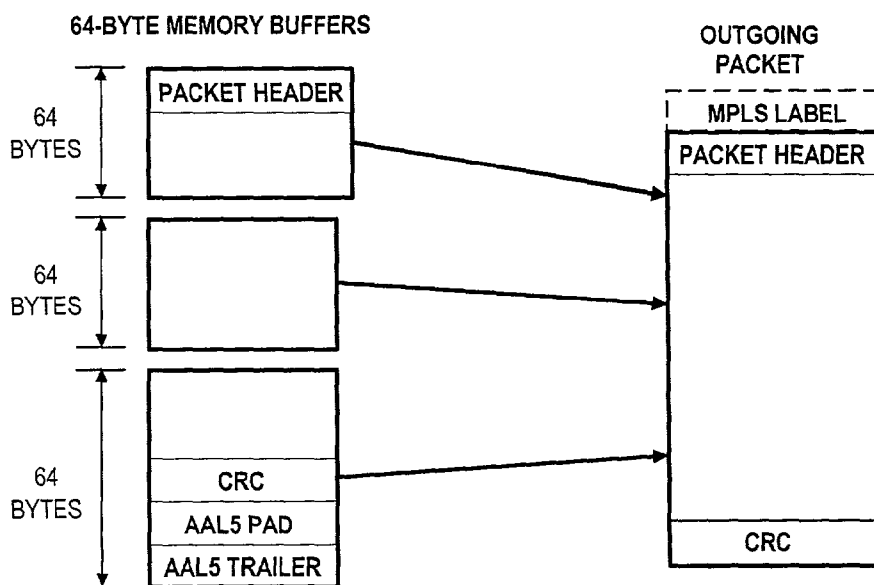 64-BYTE MEMORY BUFFERS
OUTGOING
PACKET
64
BYTES
PACKET HEADER
MPLS LABEL
PACKET HEADER
64
BYTES
64
BYTES
CRC
AAL5 PAD
AAL5 TRAILER
CRC